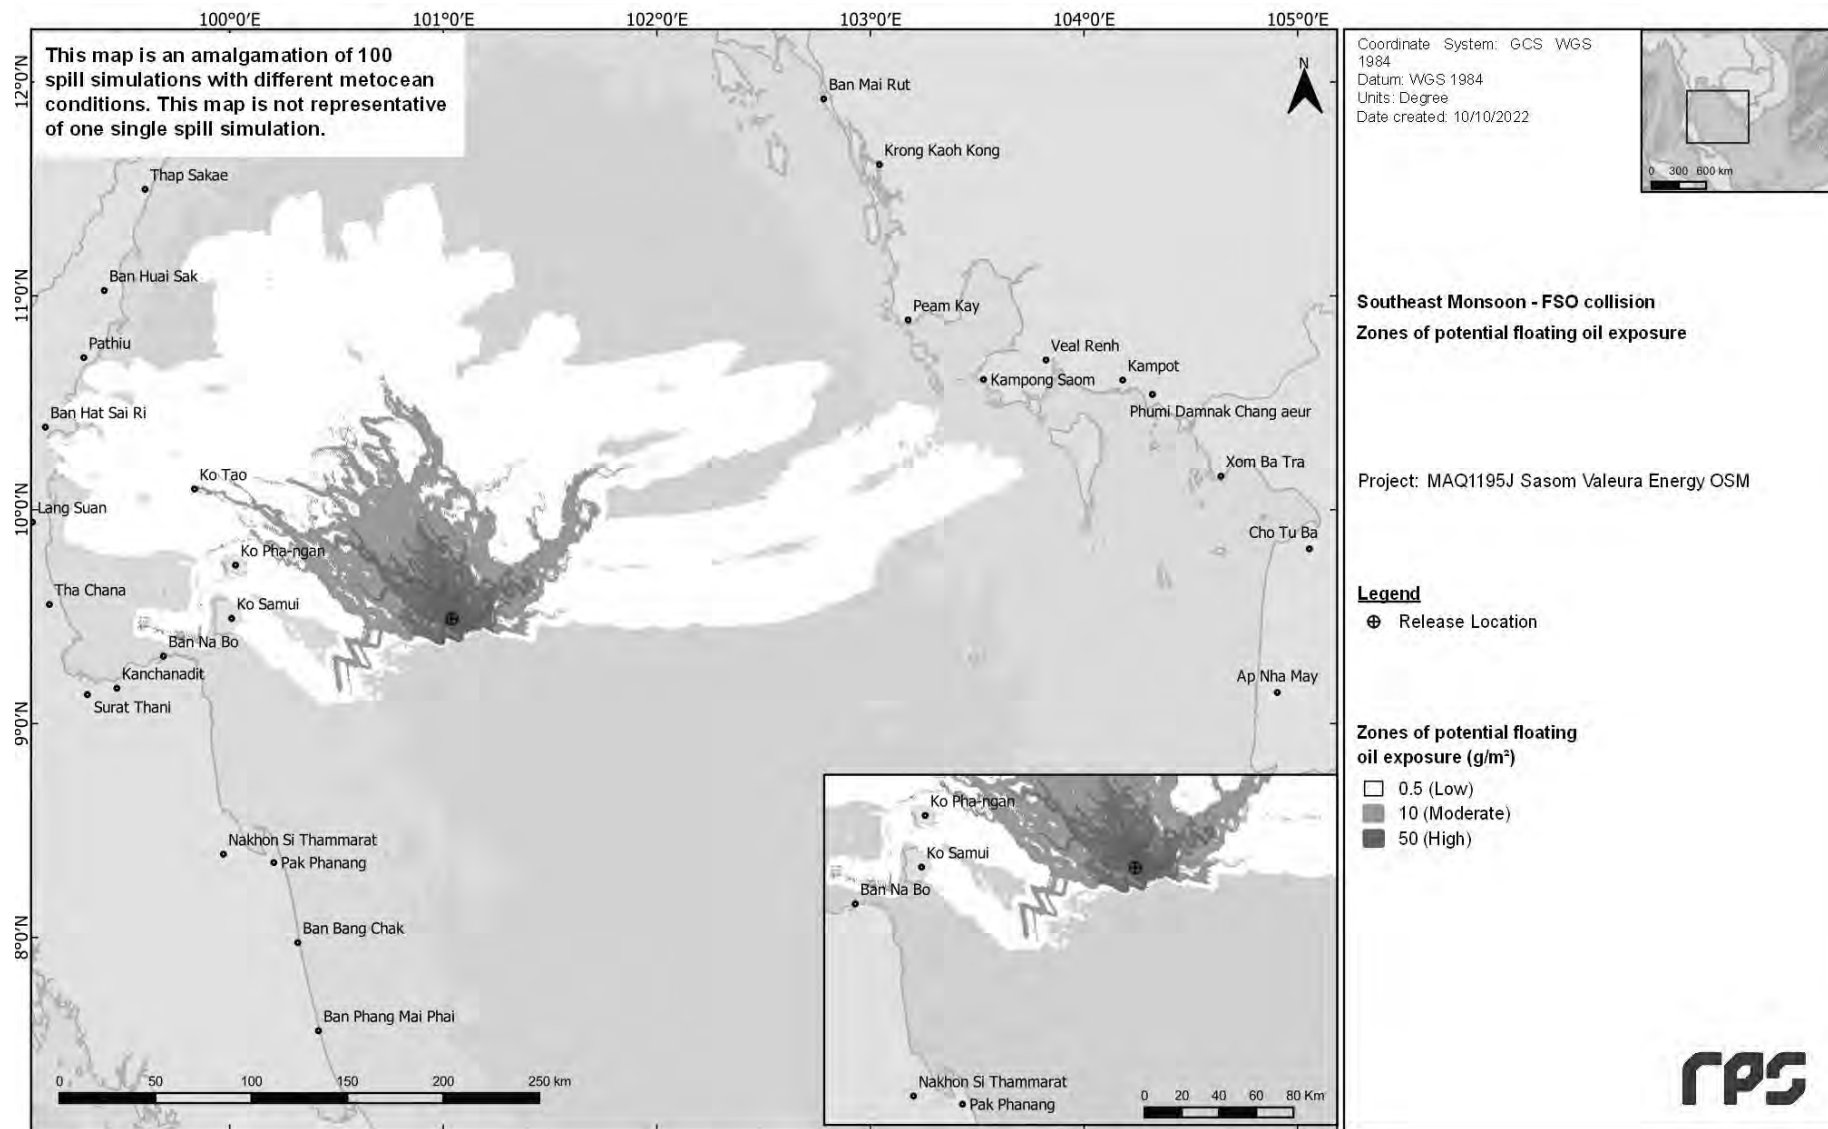 100°0'E
101°0'E
102°0'E
103°0'E
104°0'E
105°0'E
12°0'N
11°0'N
10°0'N
9°0'N
8°0'N
This map is an amalgamation of 100
spill simulations with different metocean
conditions. This map is not representative
of one single spill simulation.
N
Ban Mai Rut
Krong Kaoh Kong
Thap Sakae
Ban Huai Sak
Peam Kay
Pathiu
Veal Renh
Kampot
Kampong Saom
Ban Hat Sai Ri
Phumi Damnak Chang aeur
Xom Ba Tra
Ko Tao
Lang Suan
Cho Tu Ba
Ko Pha-ngan
Tha Chana
Ko Samui
Ban Na Bo
Kanchanadit
Surat Thani
Ap Nha May
Nakhon Si Thammarat
Pak Phanang
Ban Bang Chak
Ban Phang Mai Phai
0 50 100 150 200 250 km
Ko Pha-ngan
Ko Samui
Ban Na Bo
Nakhon Si Thammarat
Pak Phanang
0 20 40 60 80 Km
Coordinate System: GCS WGS
1984
Datum: WGS 1984
Units: Degree
Date created: 10/10/2022
0 300 600 km
Southeast Monsoon - FSO collision
Zones of potential floating oil exposure
Project: MAQ1195J Sasom Valeura Energy OSM
Legend
Release Location
Zones of potential floating
oil exposure (g/m²)
0.5 (Low)
10 (Moderate)
50 (High)
rps